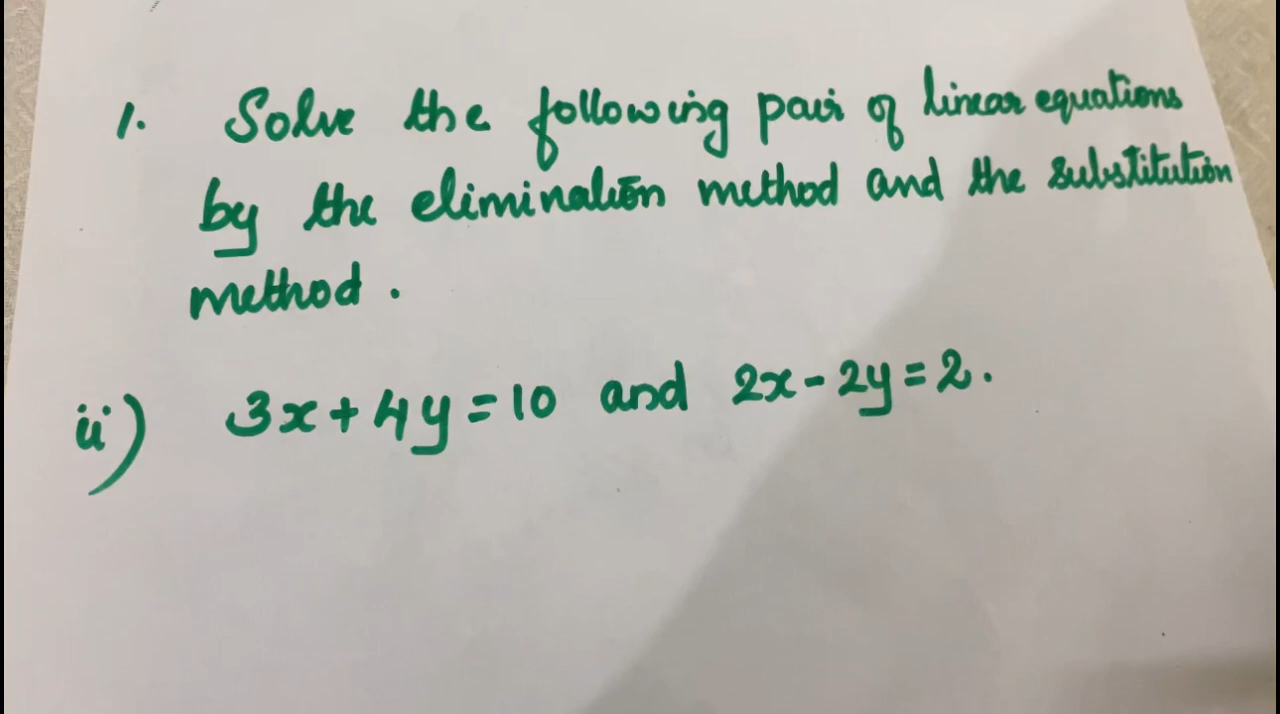 1. Solve the following pair of linear equations
by the elimination method and the substitution
method.
ii) 3x+4y=10 and 2x-2y=2.